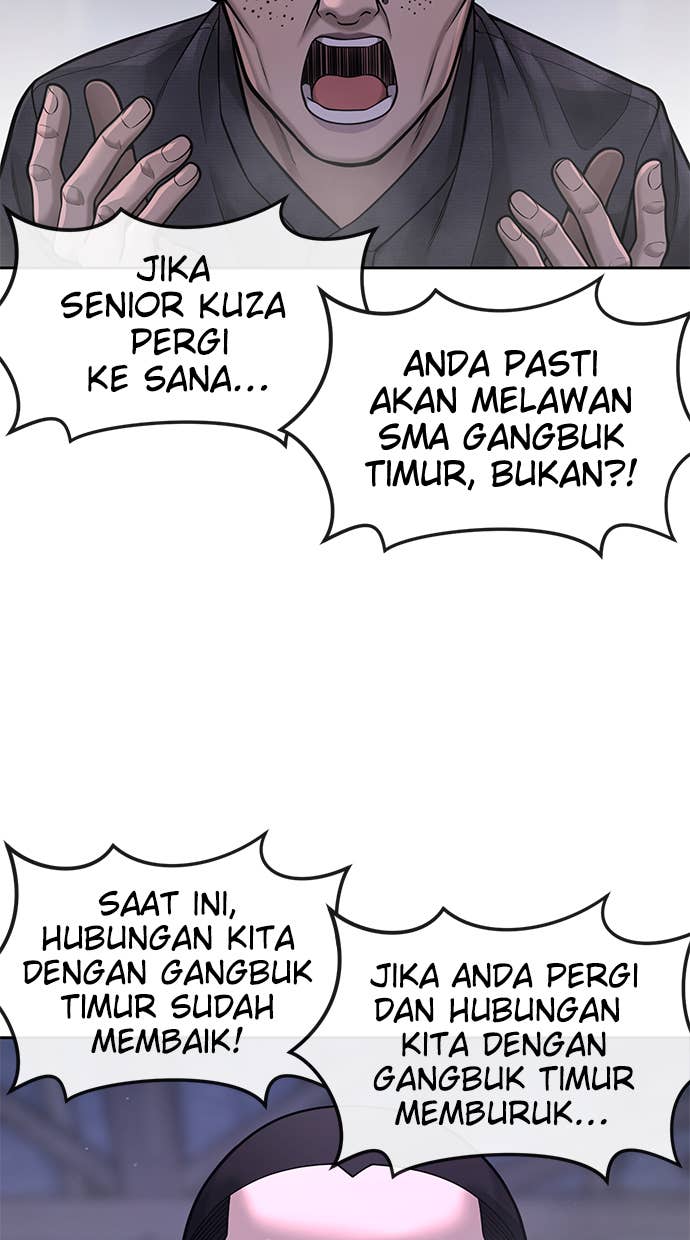 JIKA
SENIOR KUZA
PERGI
KE SANA...
ANDA PASTI
AKAN MELAWAN
SMA GANGBUK
TIMUR, BUKAN?!
SAAT INI,
HUBUNGAN KITA
DENGAN GANGBUK
TIMUR SUDAH
MEMBAIK!
JIKA ANDA PERGI
DAN HUBUNGAN
KITA DENGAN
GANGBUK TIMUR
MEMBURUK...